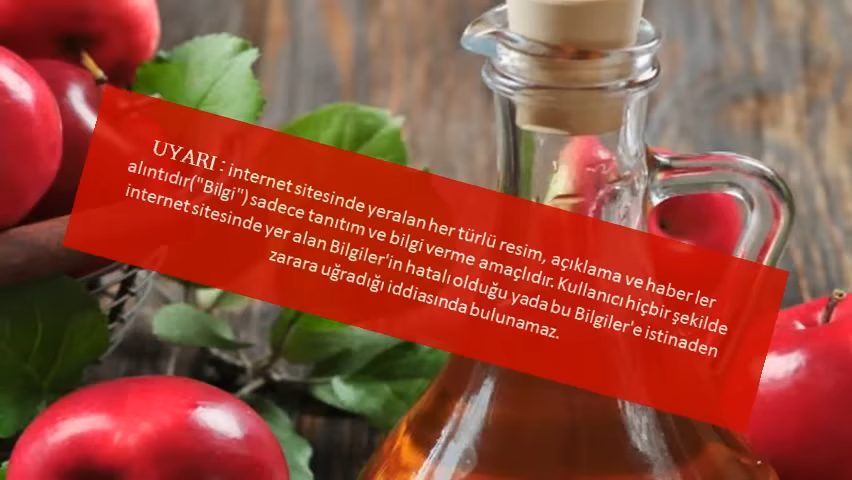 UYARI : internet sitesinde yeralan her türlü resim, açıklama ve haber ler
alıntıdır("Bilgi") sadece tanıtım ve bilgi verme amaçlıdır. Kullanıcı hiçbir şekilde
internet sitesinde yer alan Bilgiler'in hatalı olduğu yada bu Bilgiler'e istinaden
zarara uğradığı iddiasında bulunamaz.